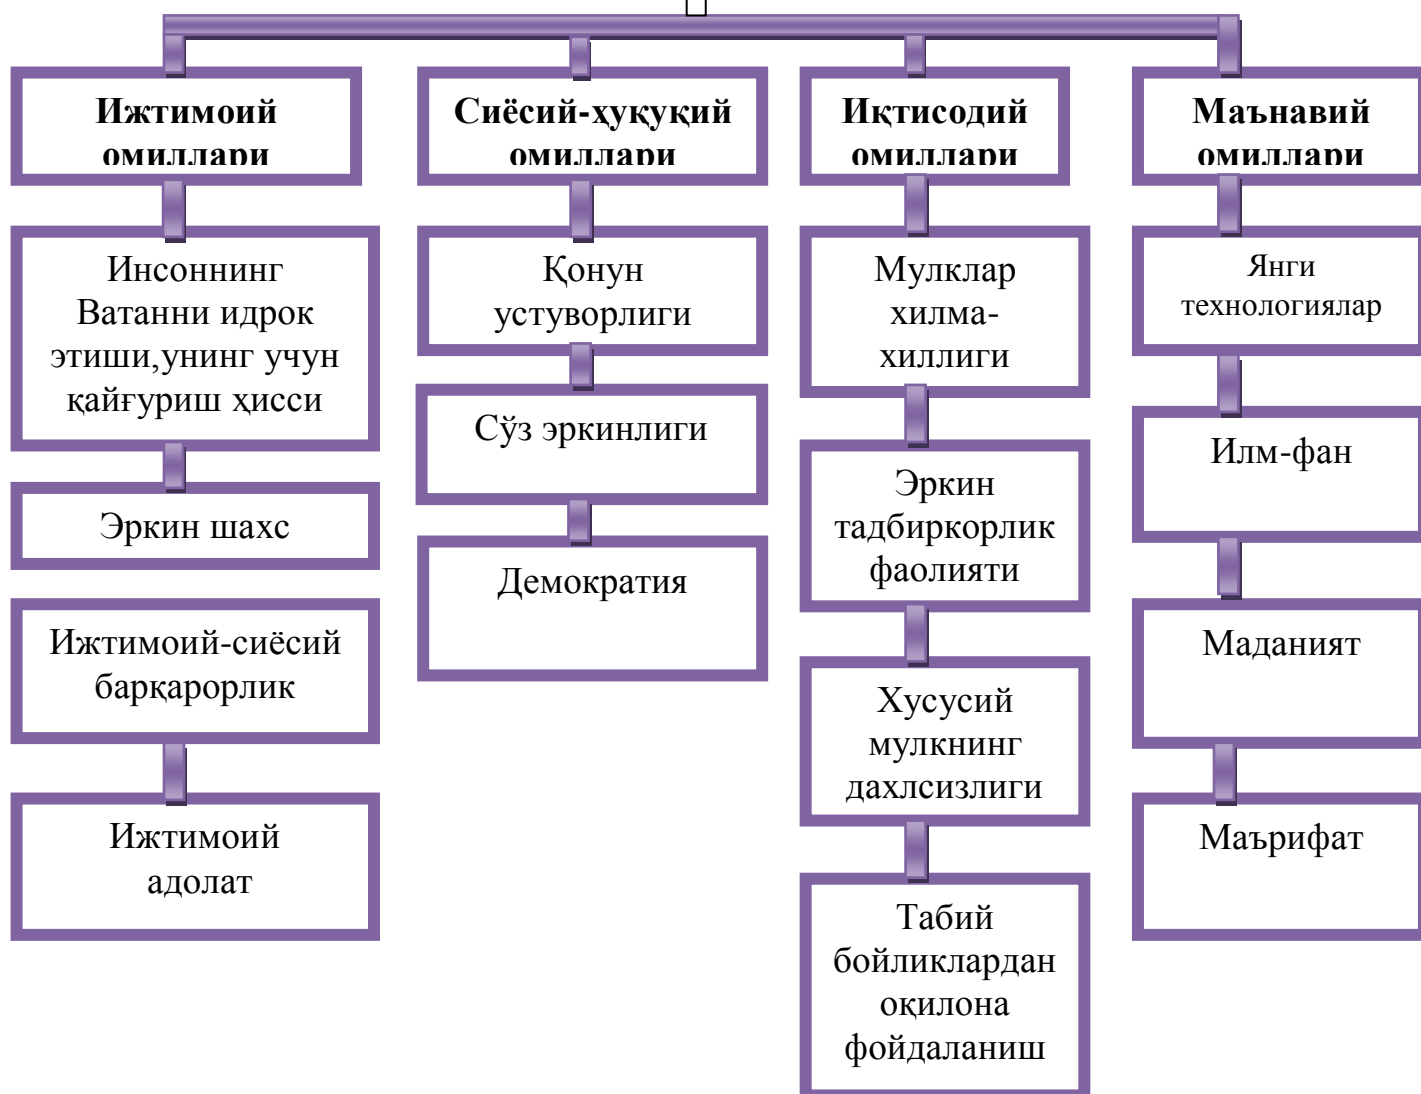 Ижтимоий
омиллари
Инсоннинг
Ватанни идрок
этиши,унинг учун
қайғуриш ҳисси
Эркин шахс
Ижтимоий-сиёсий
барқарорлик
Ижтимоий
адолат
Сиёсий-ҳуқуқий
омиллари
Қонун
устуворлиги
Сўз эркинлиги
Демократия
Иқтисодий
омиллари
Мулклар
хилма-
хиллиги
Эркин
тадбиркорлик
фаолияти
Хусусий
мулкнинг
дахлсизлиги
Табий
бойликлардан
оқилона
фойдаланиш
Маънавий
омиллари
Янги
технологиялар
Илм-фан
Маданият
Маърифат